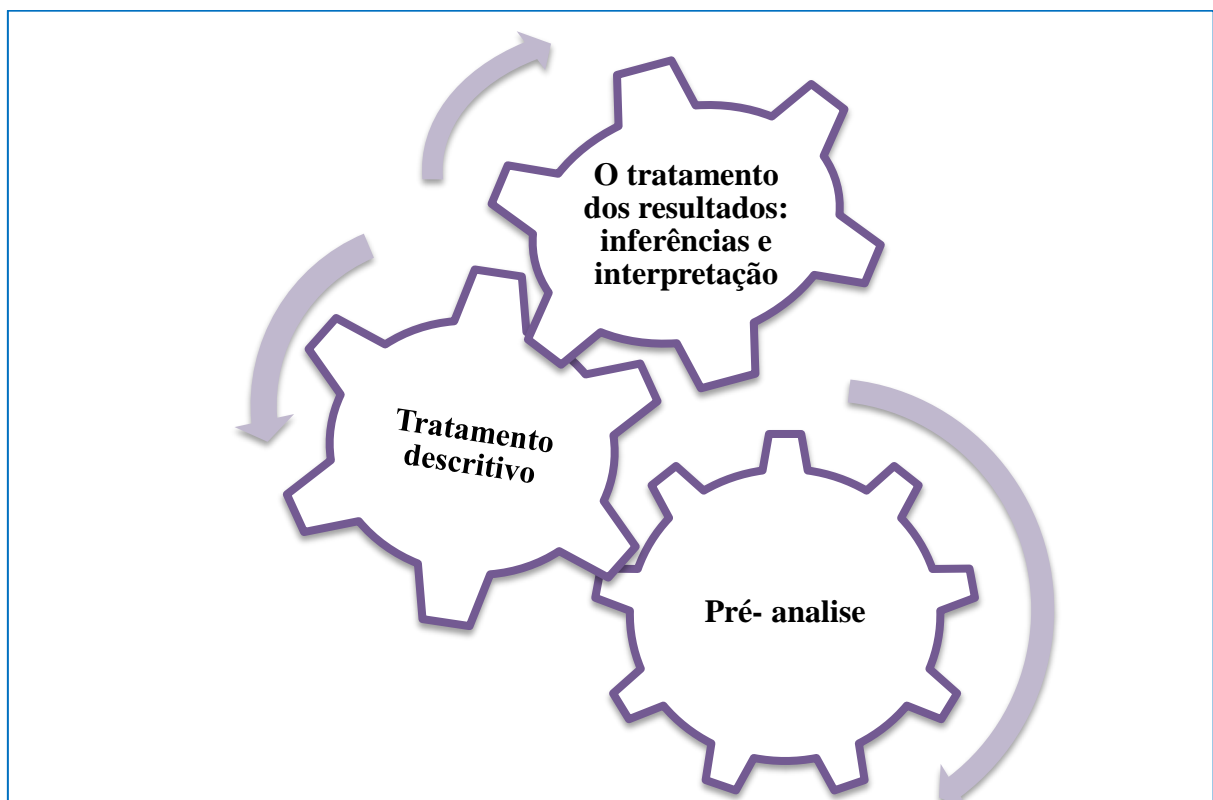 O tratamento
dos resultados:
inferências e
interpretação
Tratamento
descritivo
Pré- analise